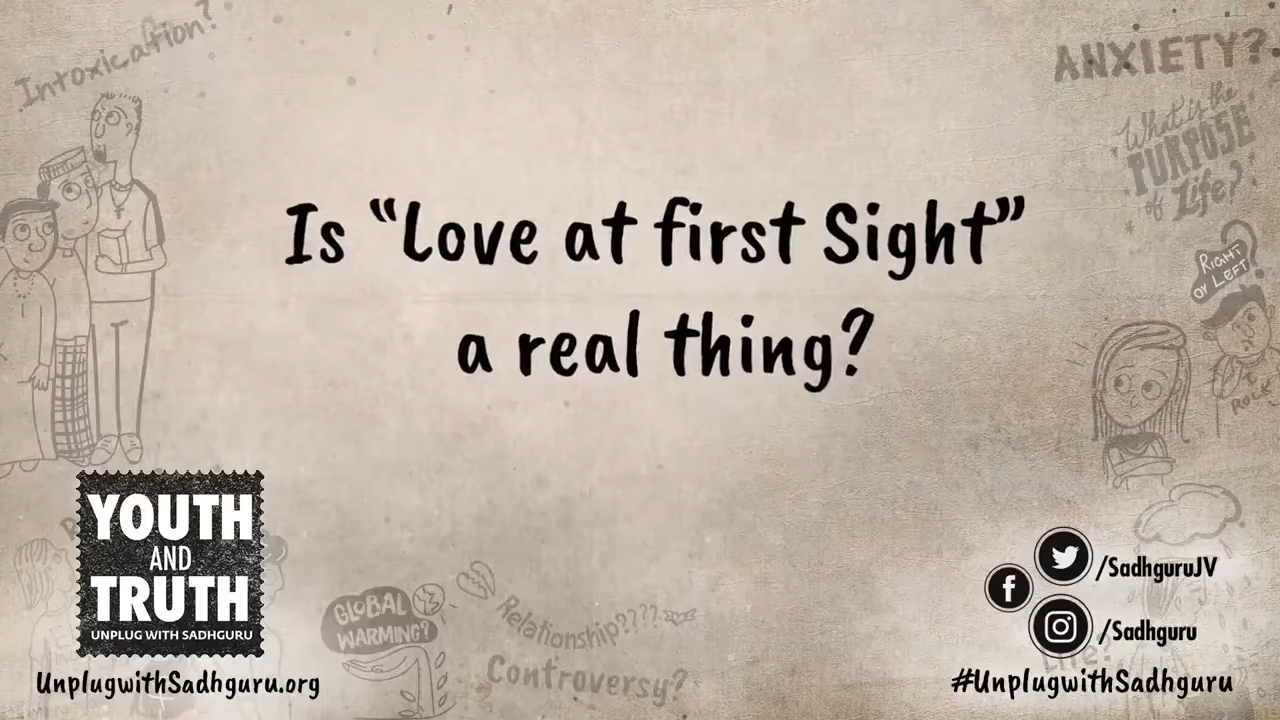 Intoxication?
ANXIETY?
What is the
PURPOSE
of Life?
Is “Love at first Sight”
a real thing?
RIGHT
or LEFT
ROCK
YOUTH
AND
TRUTH
UNPLUG WITH SADHGURU
UnplugwithSadhguru.org
GLOBAL
WARMING?
Relationship????
Controversy?
/SadhguruJV
/Sadhguru
#UnplugwithSadhguru